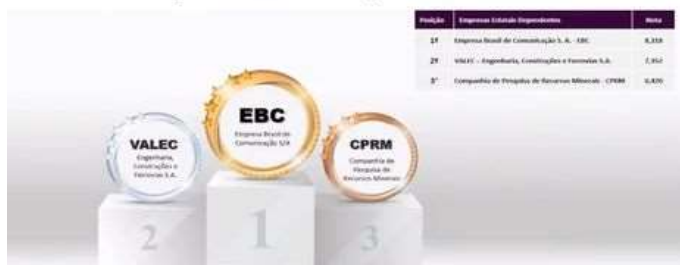 Posição Empresas Estatais Dependentes Nota
1º Empresa Brasil de Comunicação S. A. - EBC 8,318
2º VALEC - Engenharia, Construções e Ferrovias S.A.
3º Companhia de Pesquisa de Recursos Minerais - CPRM
EBC
Empresa Brasil de
Comunicação S/A
VALEC
Engenharia,
Construções e
Ferrovias S.A.
CPRM
Companhia de
Pesquisa de
Recursos Minerais
2
1
3